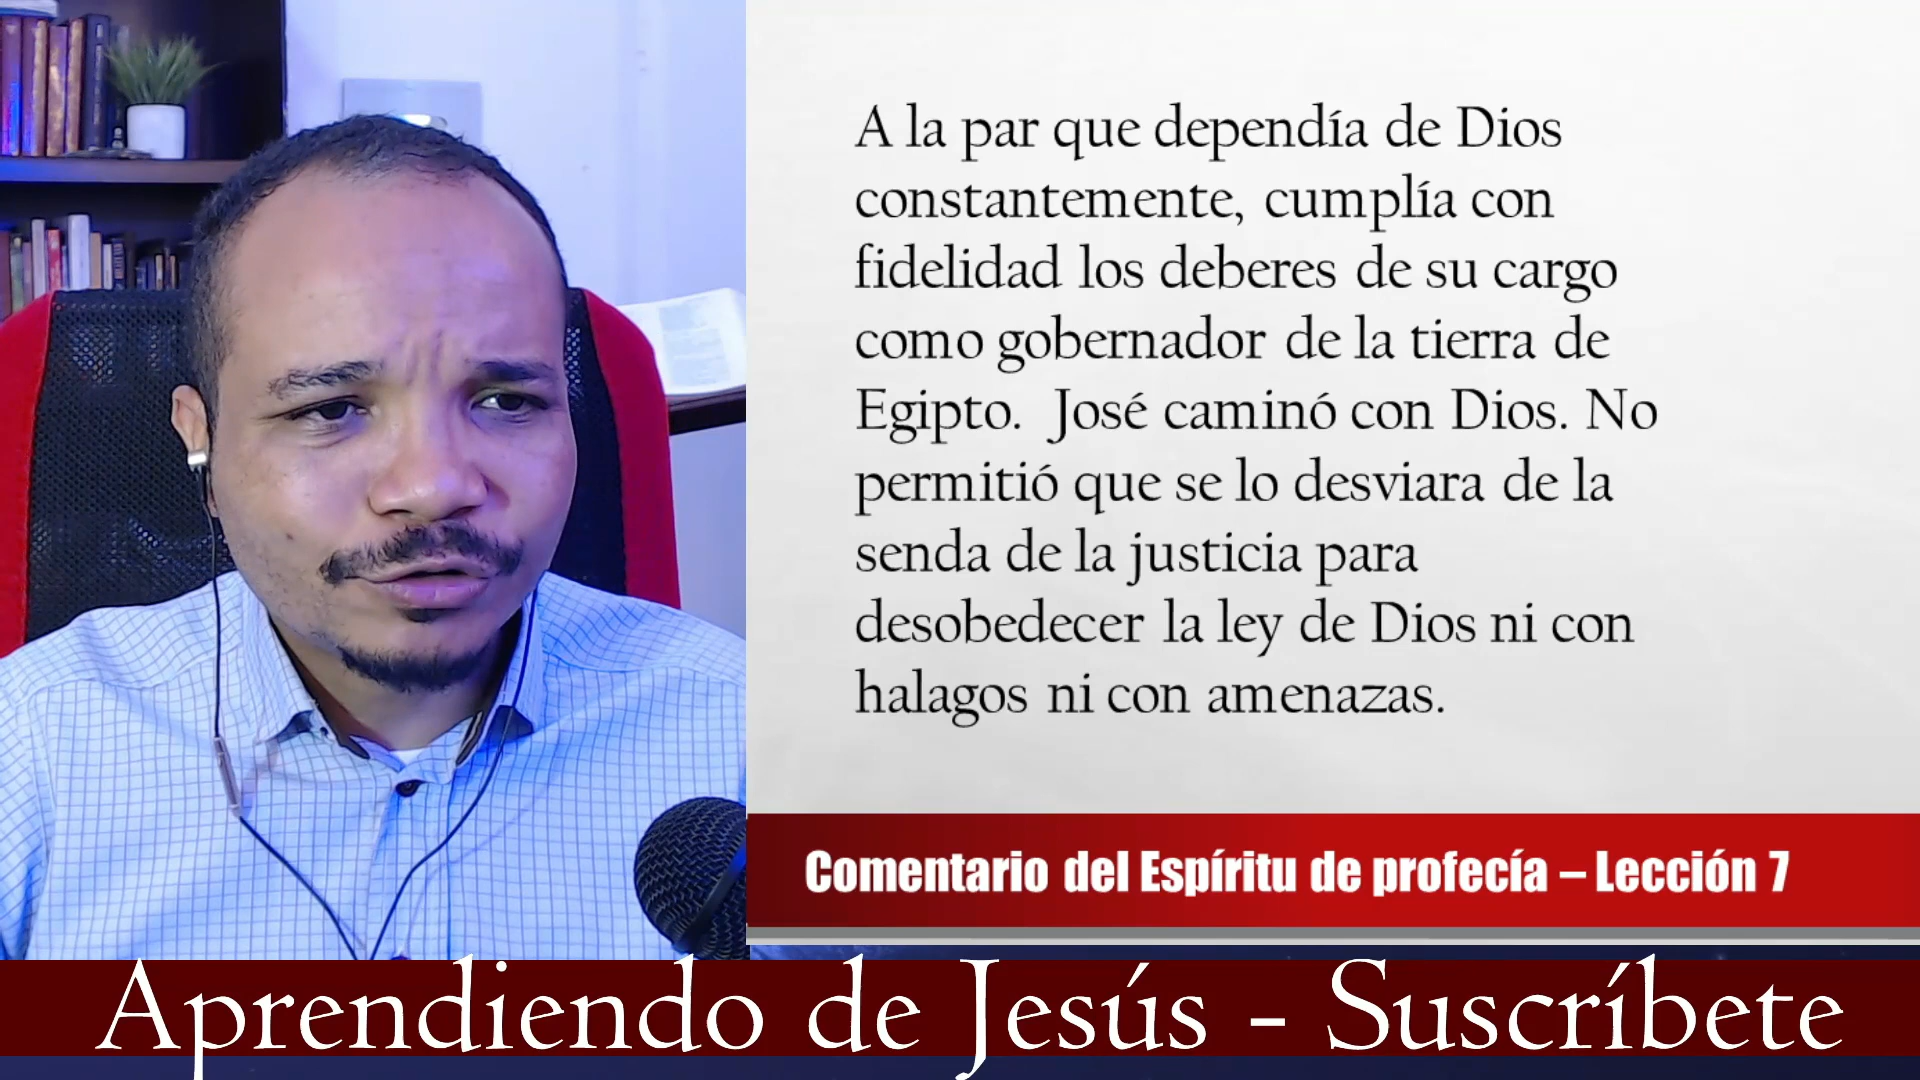 A la par que dependía de Dios
constantemente, cumplía con
fidelidad los deberes de su cargo
como gobernador de la tierra de
Egipto. José caminó con Dios. No
permitió que se lo desviara de la
senda de la justicia para
desobedecer la ley de Dios ni con
halagos ni con amenazas.
Comentario del Espíritu de profecía – Lección 7
Aprendiendo de Jesús - Suscríbete